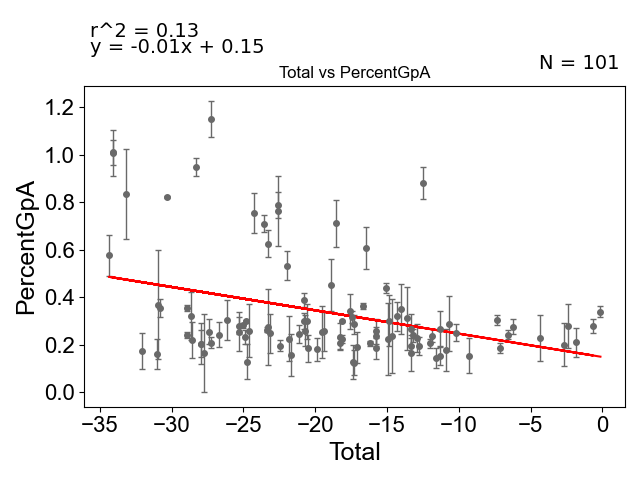 r^2 = 0.13
y = -0.01x + 0.15
N = 101
Total vs PercentGpA
PercentGpA
1.2
1.0
0.8
0.6
0.4
0.2
0.0
−35 −30 −25 −20 −15 −10 −5 0
Total